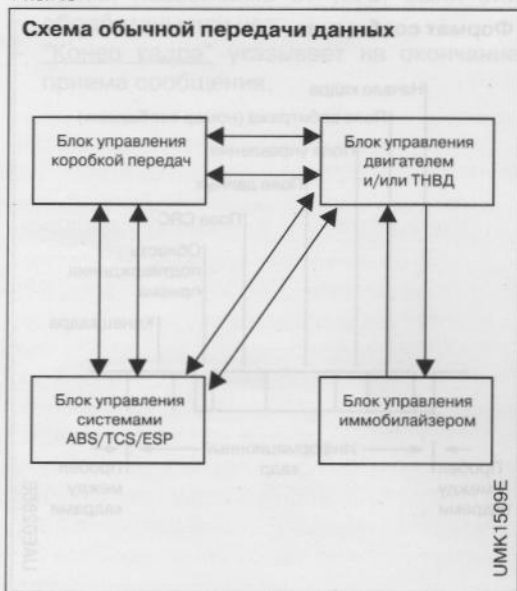 Схема обычной передачи данных
Блок управления
коробкой передач
Блок управления
двигателем
и/или ТНВД
Блок управления
системами
ABS/TCS/ESP
Блок управления
иммобилайзером
UMK1509E